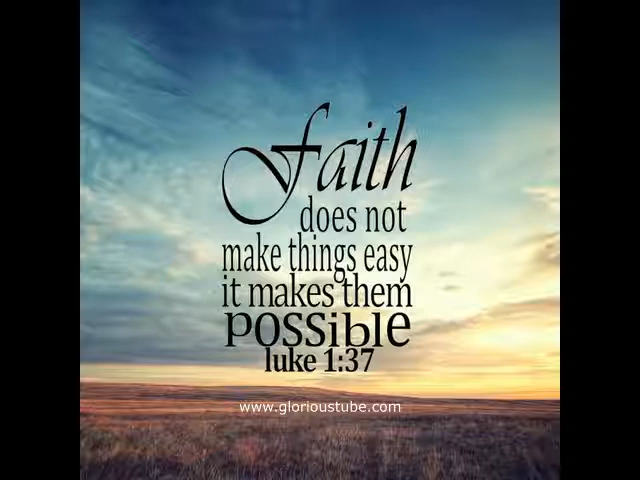 Faith
does not
make things easy
it makes them
possible
luke 1:37
www.glorioustube.com